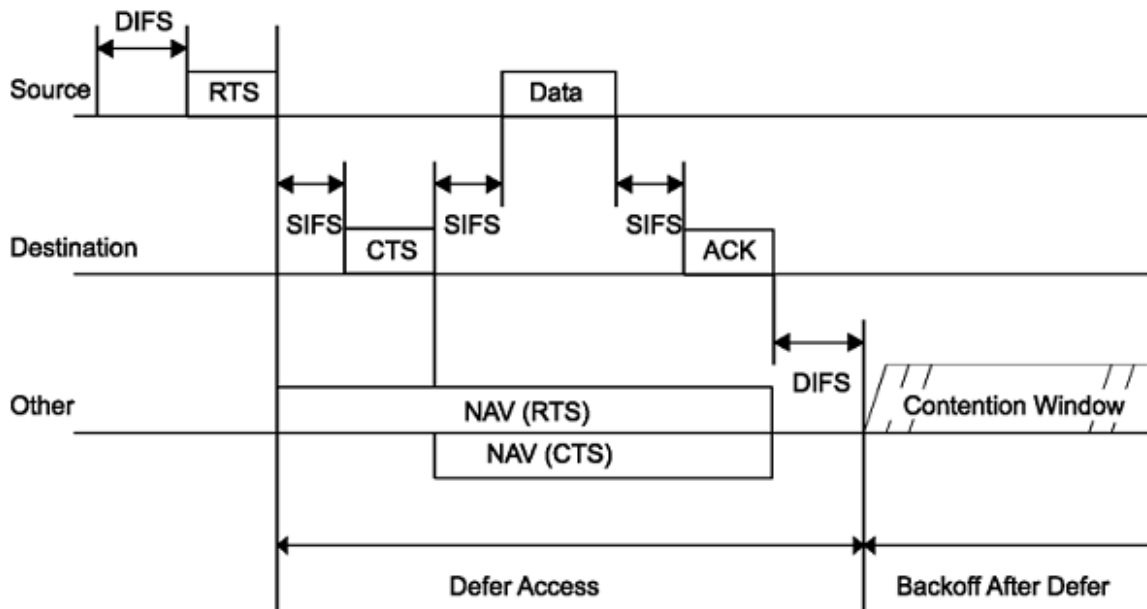 DIFS
Source
RTS
Data
SIFS
SIFS
SIFS
Destination
CTS
ACK
DIFS
Other
NAV (RTS)
Contention Window
NAV (CTS)
Defer Access
Backoff After Defer